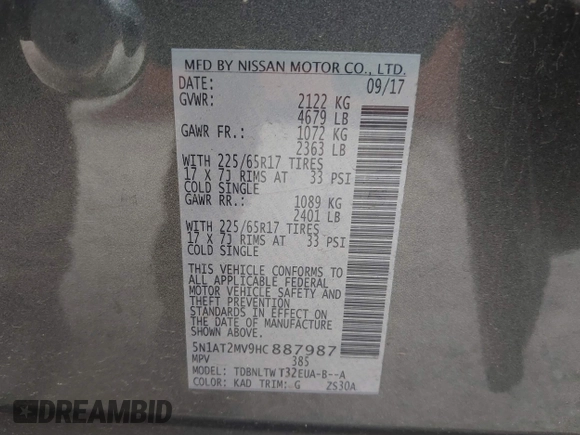 MFD BY NISSAN MOTOR CO., LTD.
DATE: 09/17
GVWR: 2122 KG
4679 LB
GAWR FR.: 1072 KG
2363 LB
WITH 225/65R17 TIRES
17 X 7J RIMS AT 33 PSI
COLD SINGLE
GAWR RR.: 1089 KG
2401 LB
WITH 225/65R17 TIRES
17 X 7J RIMS AT 33 PSI
COLD SINGLE
THIS VEHICLE CONFORMS TO
ALL APPLICABLE FEDERAL
MOTOR VEHICLE SAFETY AND
THEFT PREVENTION
STANDARDS IN EFFECT ON
THE DATE OF MANUFACTURE
SHOWN ABOVE.
5N1AT2MV9HC887987
MPV 385
MODEL: TDBNLTW T32EUA-B--A
COLOR: KAD TRIM: G ZS30A
DREAMBID